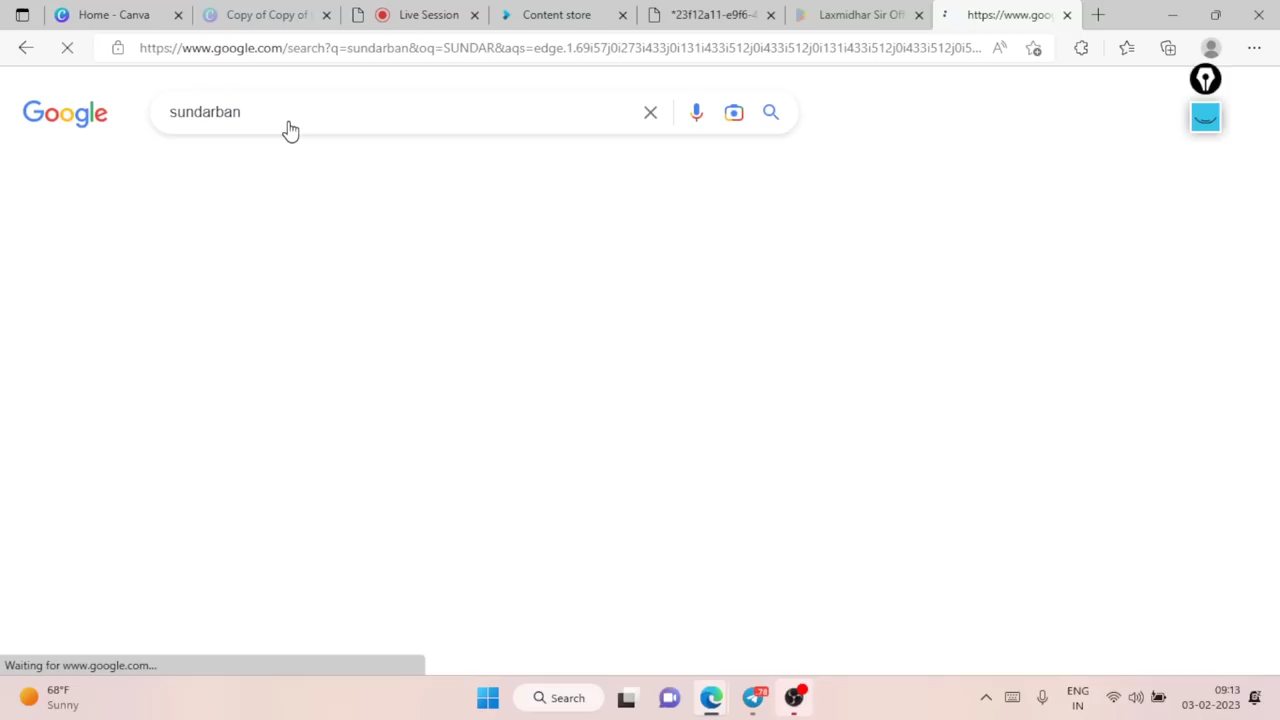 Home - Canva
Copy of Copy of
Live Session
Content store
*23f12a11-e9f6-4
Laxmidhar Sir Off
https://www.goo
https://www.google.com/search?q=sundarban&oq=SUNDAR&aqs=edge.1.69i57j0i273i433j0i131i433i512j0i433i512j0i131i433i512j0i433i512j0i5...
Google
sundarban
Waiting for www.google.com...
68°F
Sunny
Search
78
ENG
IN
09:13
03-02-2023